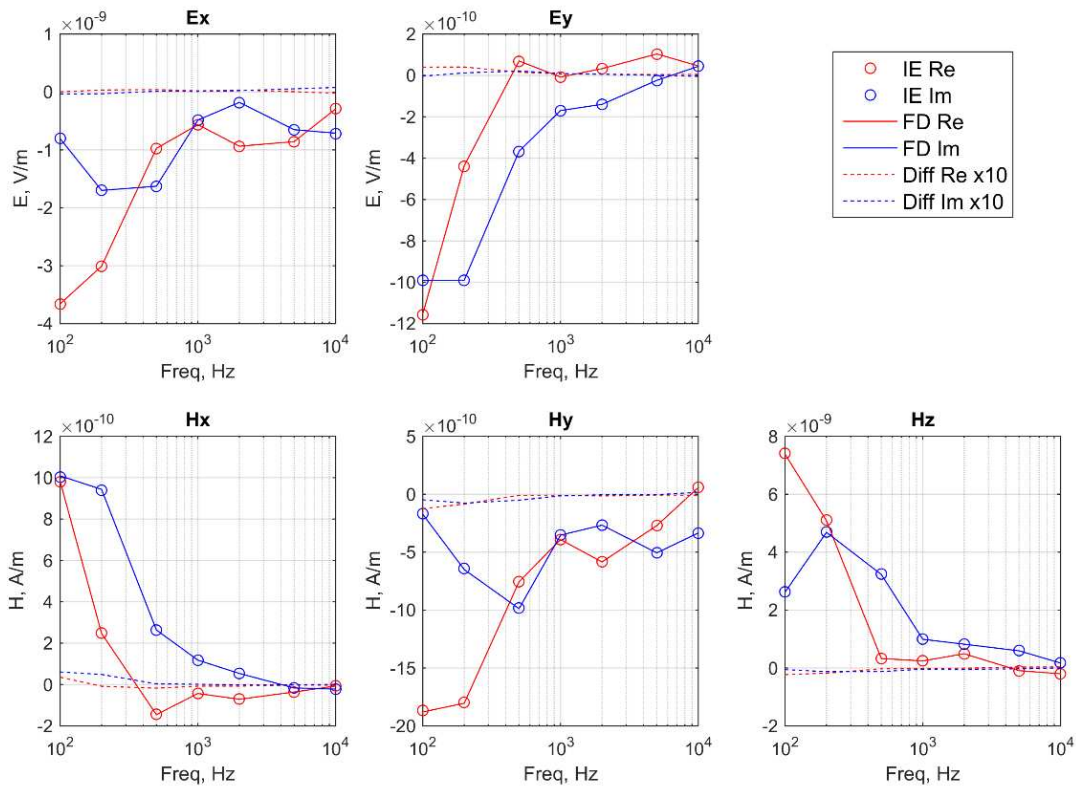 Ex
×10⁻⁹
1
0
-1
-2
-3
-4
E, V/m
10² 10³ 10⁴
Freq, Hz
Ey
×10⁻¹⁰
2
0
-2
-4
-6
-8
-10
-12
E, V/m
10² 10³ 10⁴
Freq, Hz
IE Re
IE Im
FD Re
FD Im
Diff Re x10
Diff Im x10
Hx
×10⁻¹⁰
12
10
8
6
4
2
0
-2
H, A/m
10² 10³ 10⁴
Freq, Hz
Hy
×10⁻¹⁰
5
0
-5
-10
-15
-20
H, A/m
10² 10³ 10⁴
Freq, Hz
Hz
×10⁻⁹
8
6
4
2
0
-2
H, A/m
10² 10³ 10⁴
Freq, Hz